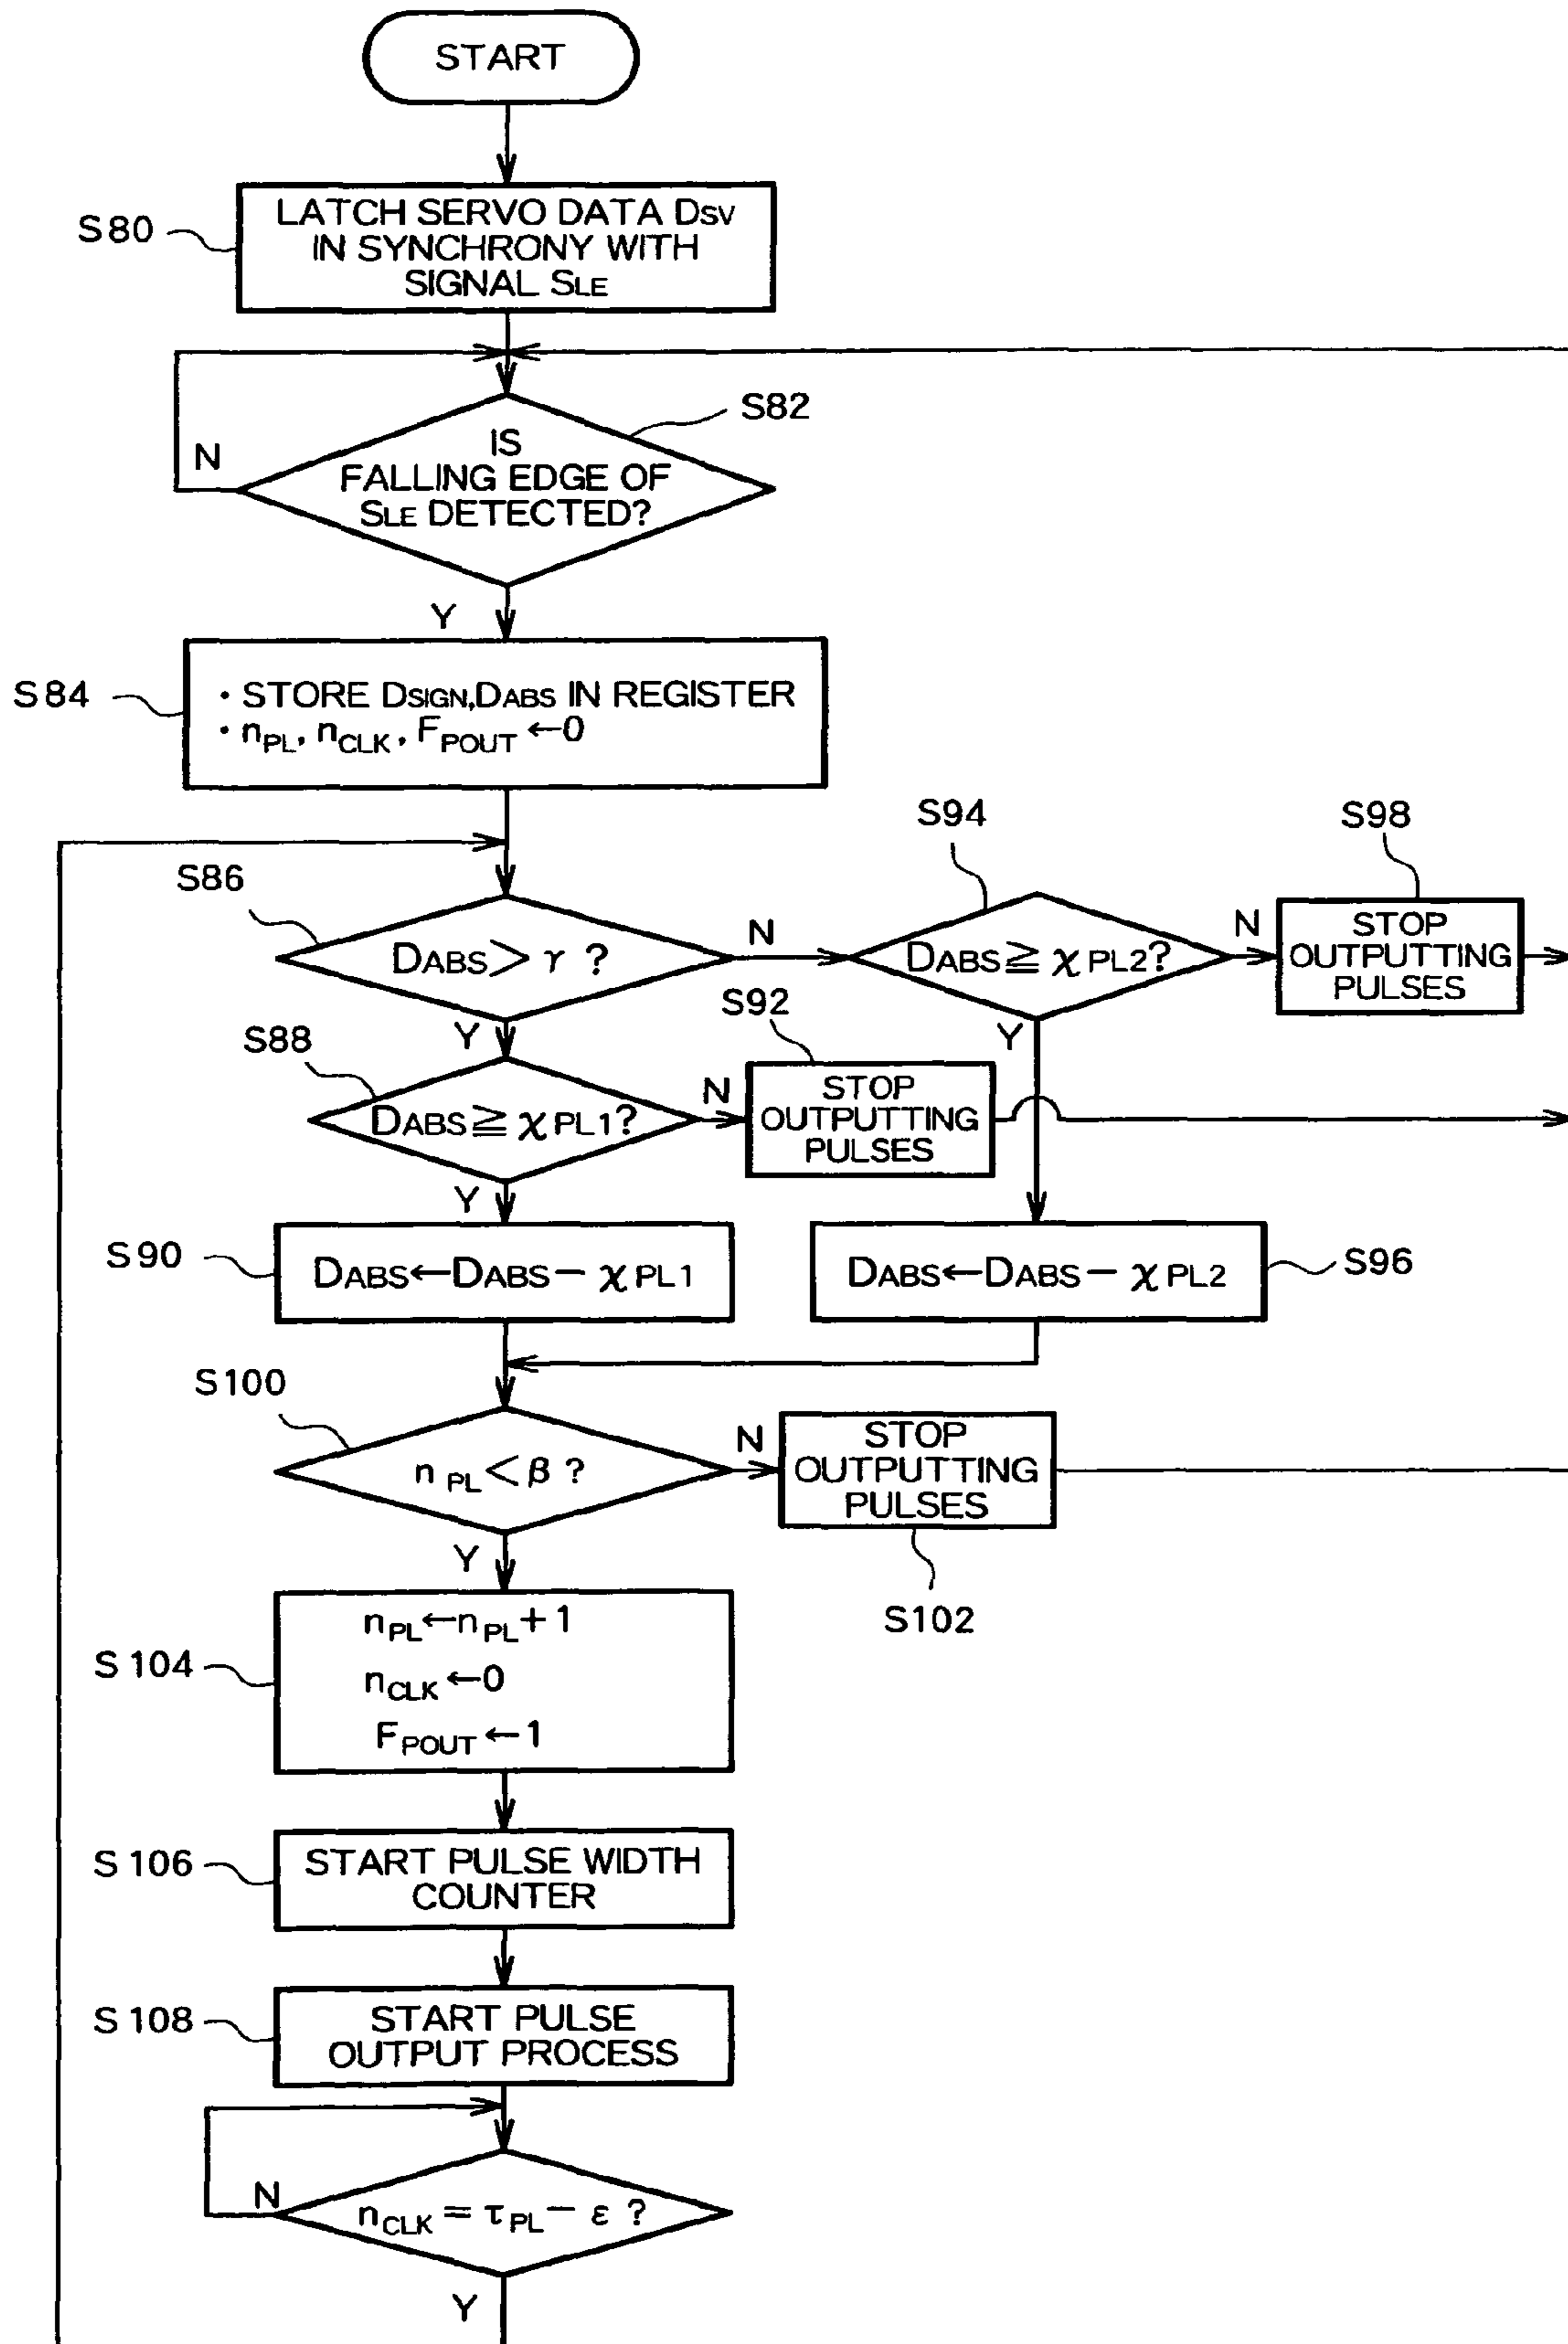 START
S80
LATCH SERVO DATA DSV
IN SYNCHRONY WITH
SIGNAL SLE
S82
IS
FALLING EDGE OF
SLE DETECTED?
N
Y
S84
・STORE DSIGN,DABS IN REGISTER
・nPL, nCLK, FPOUT ←0
S86
DABS> γ ?
N
Y
S94
DABS≧ χPL2?
N
Y
S98
STOP
OUTPUTTING
PULSES
S88
DABS≧ χPL1?
N
Y
S92
STOP
OUTPUTTING
PULSES
S90
DABS←DABS− χPL1
DABS←DABS− χPL2
S96
S100
nPL<β ?
N
Y
STOP
OUTPUTTING
PULSES
S102
S104
nPL←nPL+1
nCLK←0
FPOUT←1
S106
START PULSE WIDTH
COUNTER
S108
START PULSE
OUTPUT PROCESS
N
nCLK = τPL− ε ?
Y